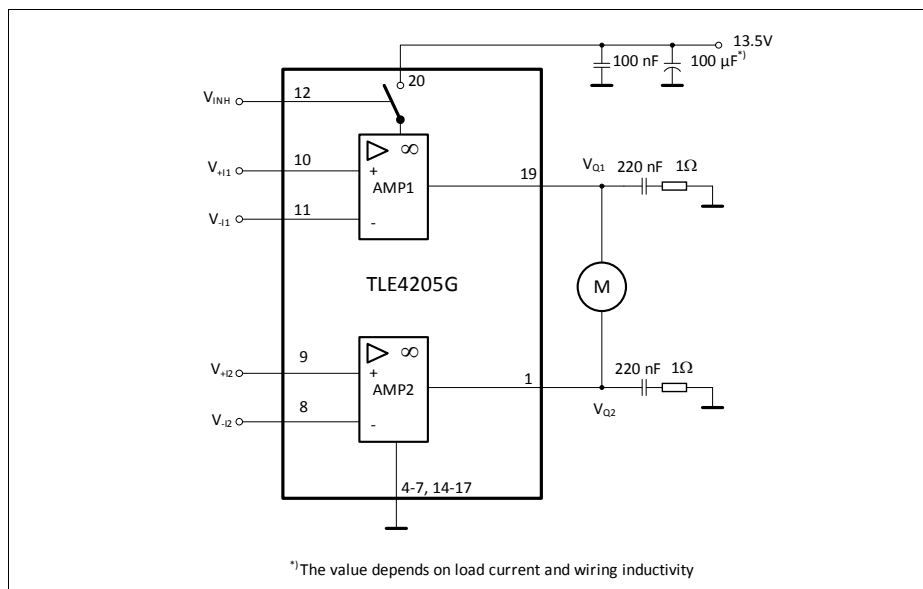 13.5V
100 nF
100 µF*)
20
VINH
12
10
V+I1
+
∞
AMP1
19
VQ1
220 nF
1Ω
11
V-I1
-
TLE4205G
M
9
V+I2
+
∞
AMP2
1
220 nF
1Ω
8
V-I2
-
VQ2
4-7, 14-17
*)The value depends on load current and wiring inductivity